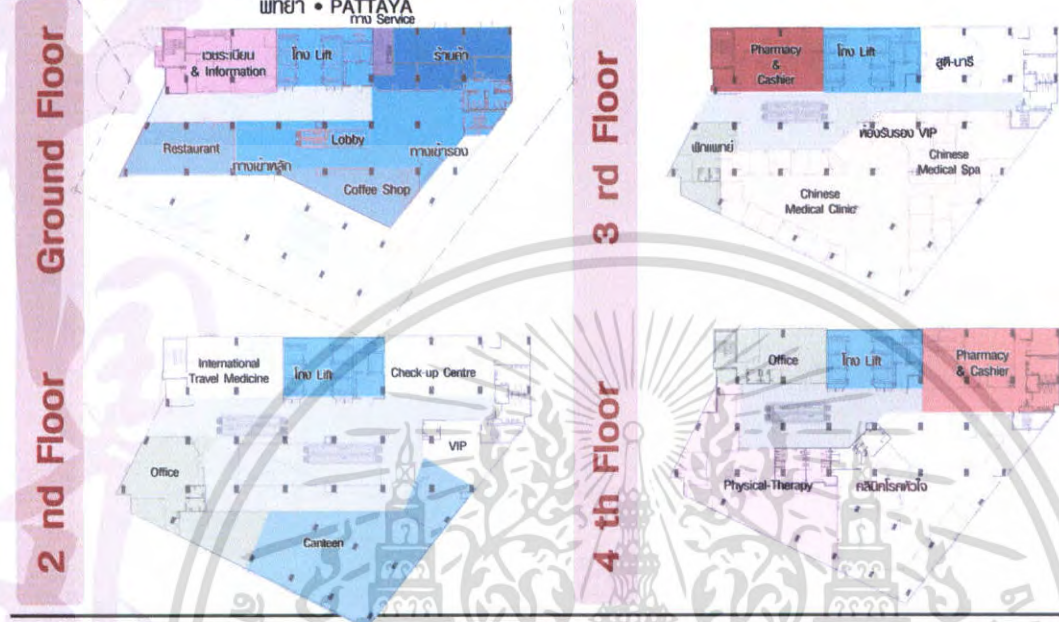 พัทยา • PATTAYA
ทาง Service
Ground Floor
เวชระเบียน
& Information
โถง Lift
ร้านค้า
Restaurant
Lobby
ทางเข้าหลัก
ทางเข้ารอง
Coffee Shop
3 rd Floor
Pharmacy
&
Cashier
โถง Lift
สูติ-นารี
พักแพทย์
ห้องรับรอง VIP
Chinese
Medical Spa
Chinese
Medical Clinic
2 nd Floor
International
Travel Medicine
โถง Lift
Check-up Centre
VIP
Office
Canteen
4 th Floor
Office
โถง Lift
Pharmacy
& Cashier
Physical-Therapy
คลินิกโรคหัวใจ